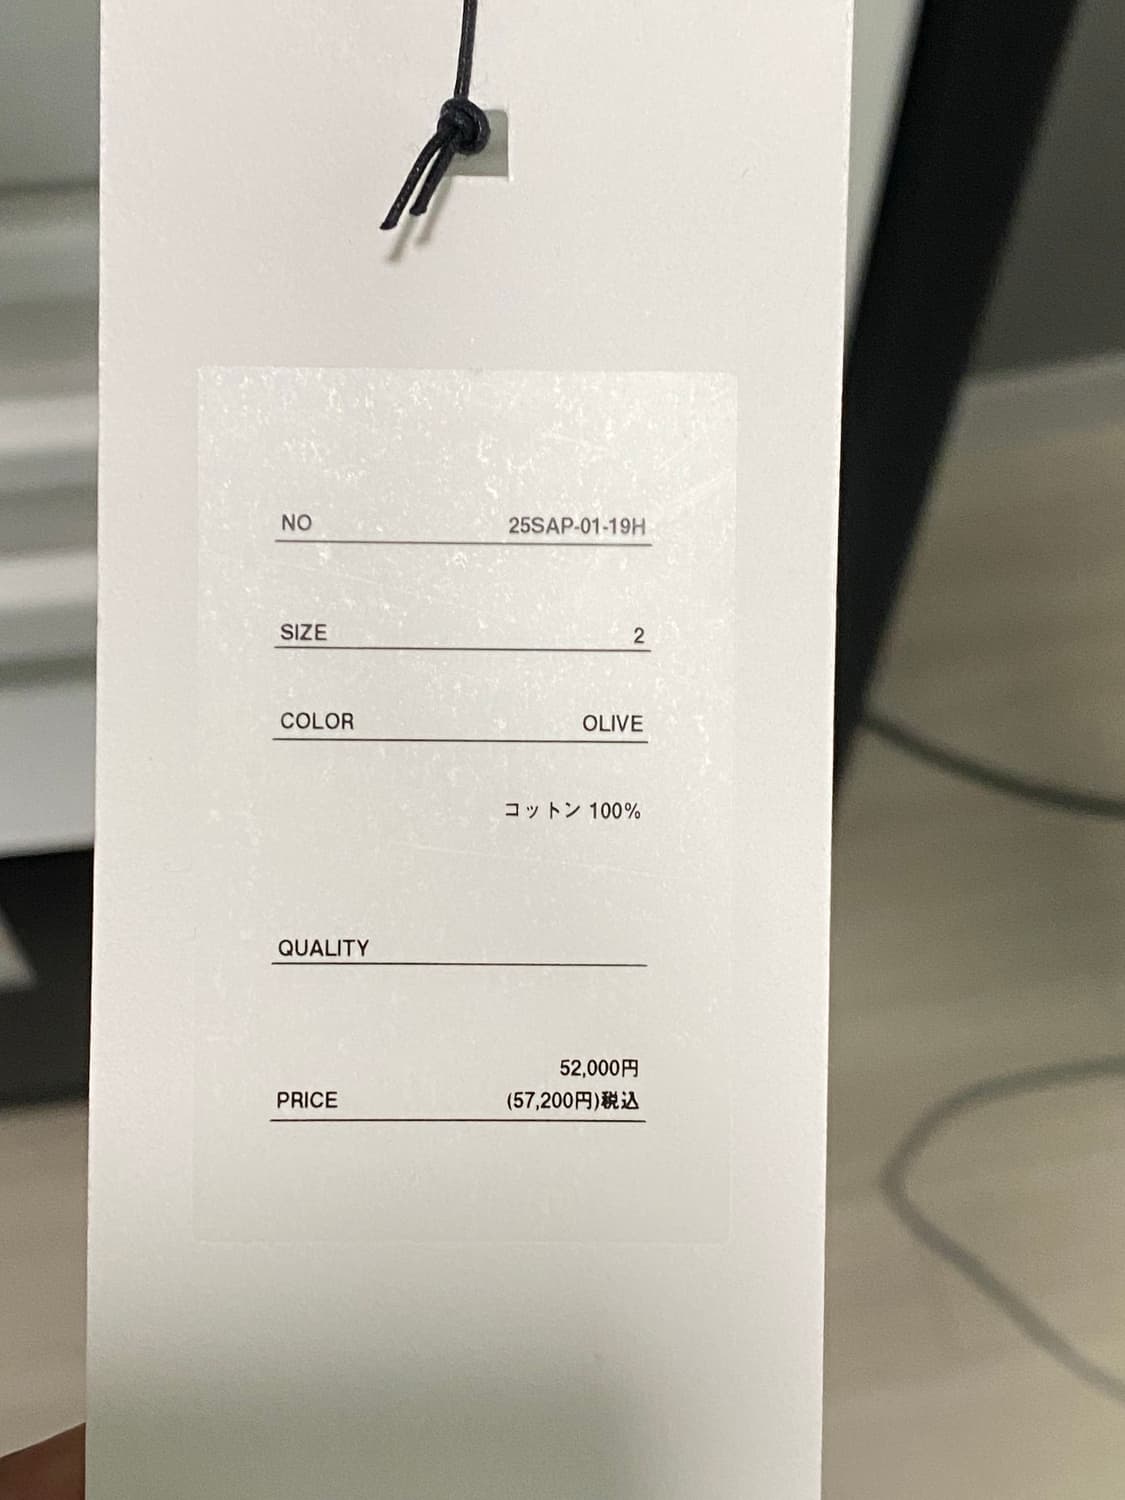 NO 25SAP-01-19H
SIZE 2
COLOR OLIVE
コットン 100%
QUALITY
52,000円
PRICE (57,200円)税込